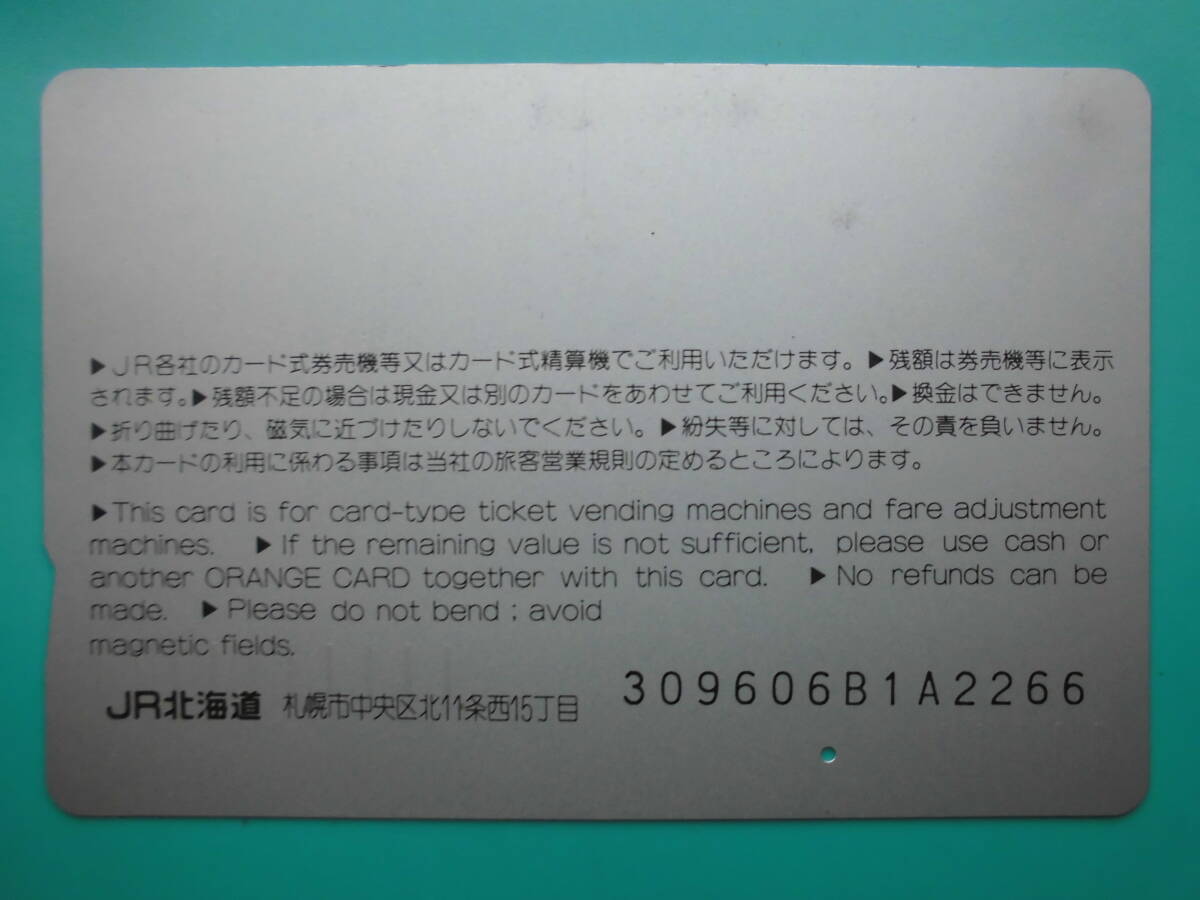 ▶JR各社のカード式券売機等又はカード式精算機でご利用いただけます。▶残額は券売機等に表示
されます。▶残額不足の場合は現金又は別のカードをあわせてご利用ください。▶換金はできません。
▶折り曲げたり、磁気に近づけたりしないでください。▶紛失等に対しては、その責を負いません。
▶本カードの利用に係わる事項は当社の旅客営業規則の定めるところによります。
▶This card is for card-type ticket vending machines and fare adjustment
machines. ▶If the remaining value is not sufficient, please use cash or
another ORANGE CARD together with this card. ▶No refunds can be
made. ▶Please do not bend ; avoid
magnetic fields.
JR北海道 札幌市中央区北11条西15丁目 309606B1A2266